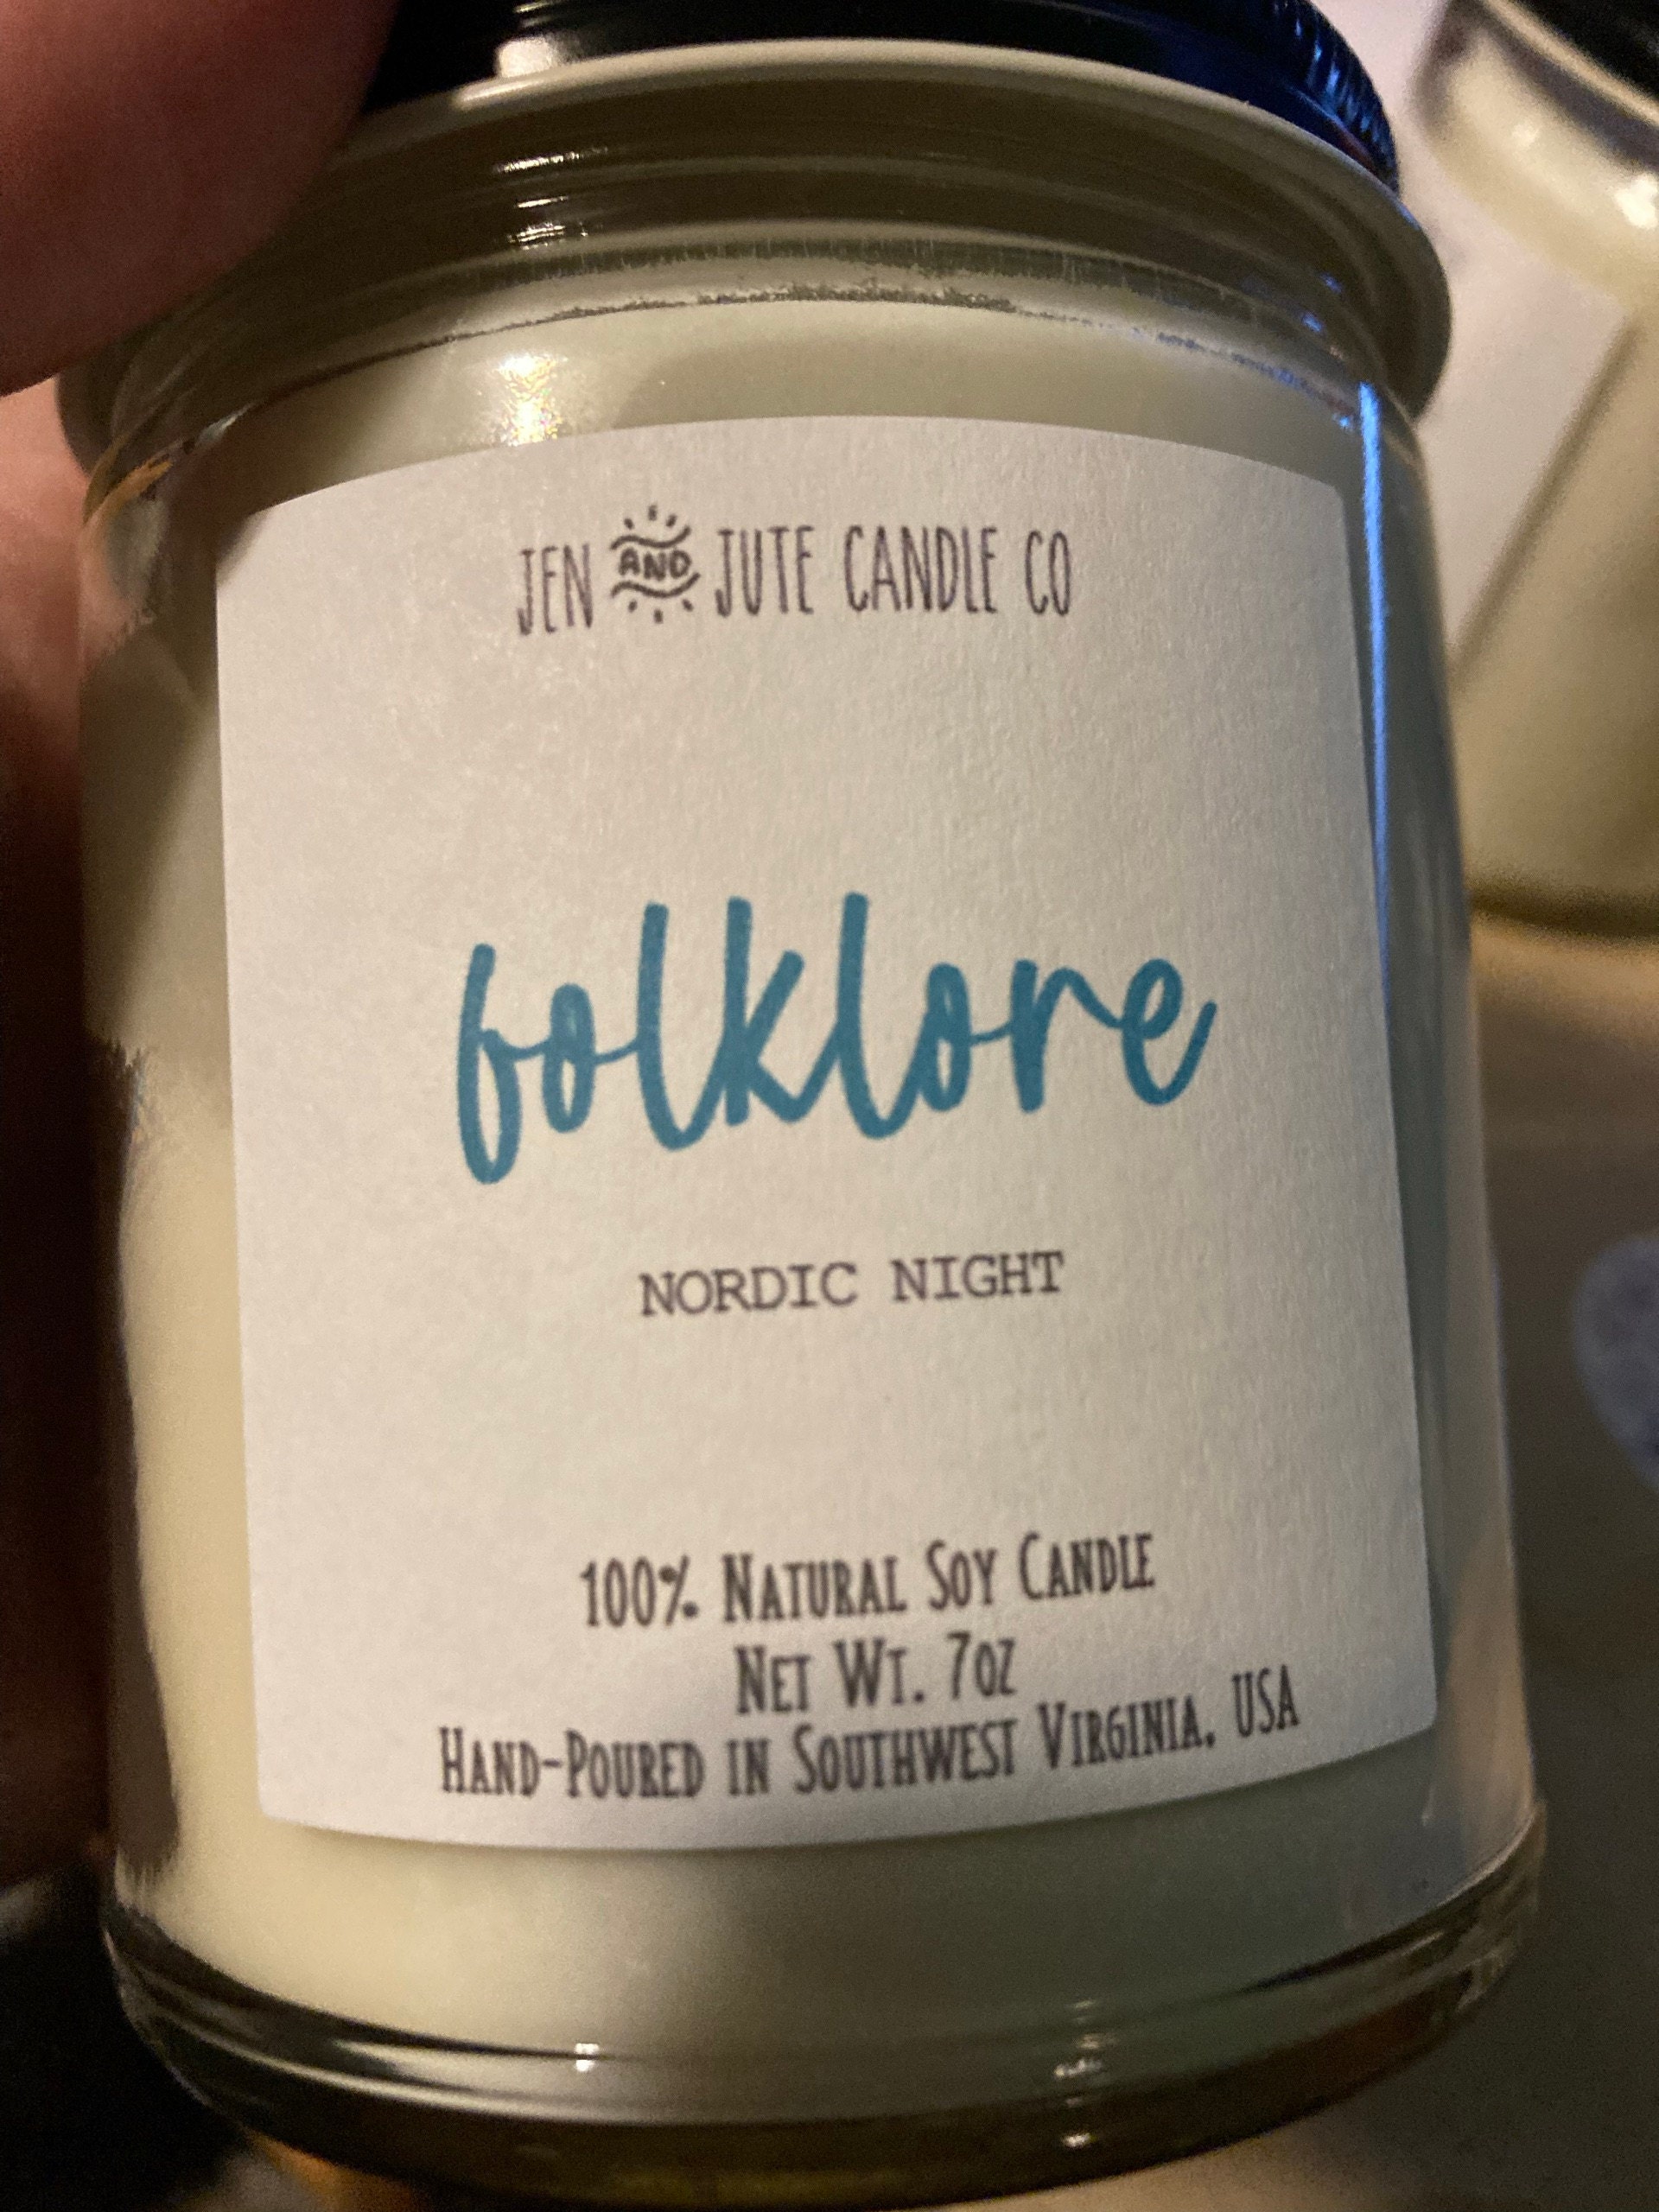 JEN AND JUTE CANDLE CO
folklore
NORDIC NIGHT
100% NATURAL SOY CANDLE
NET WT. 7OZ
HAND-POURED IN SOUTHWEST VIRGINIA, USA